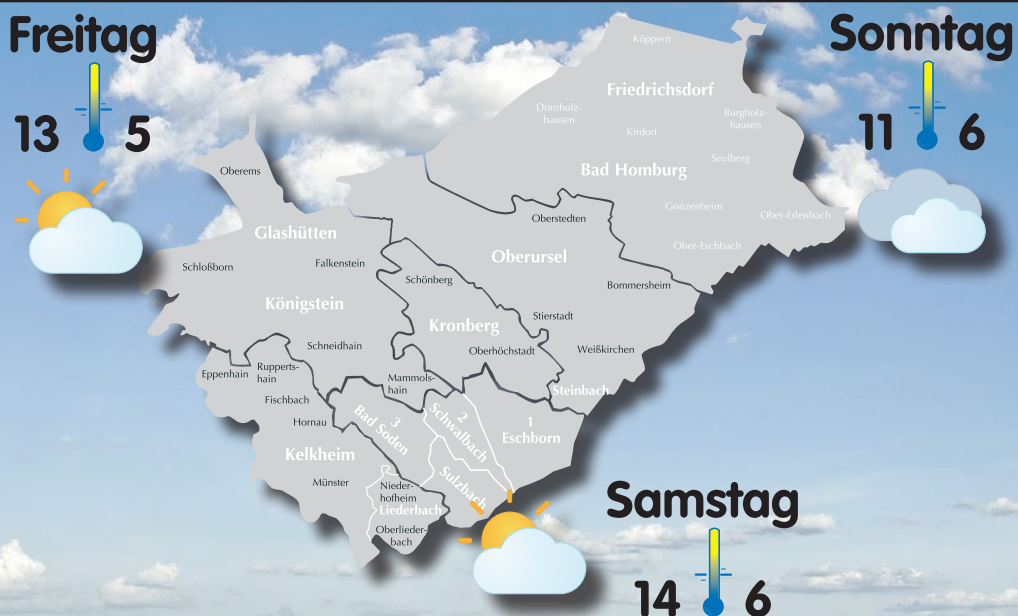 Freitag
13 5
Sonntag
11 6
Köppern
Friedrichsdorf
Dornholz-
hausen
Burgholz-
hausen
Kirdorf
Seulberg
Bad Homburg
Oberems
Gonzenheim
Ober-Erlenbach
Oberstedten
Glashütten
Ober-Eschbach
Oberursel
Schloßborn
Falkenstein
Schönberg
Bommersheim
Königstein
Stierstadt
Kronberg
Schneidhain
Oberhöchstadt
Weißkirchen
Eppenhain
Rupperts-
hain
Mammols-
hain
Steinbach
Fischbach
Hornau
3
Bad Soden
2
Schwalbach
1
Eschborn
Kelkheim
Münster
Nieder-
hofheim
Sulzbach
Liederbach
Oberlieder-
bach
Samstag
14 6